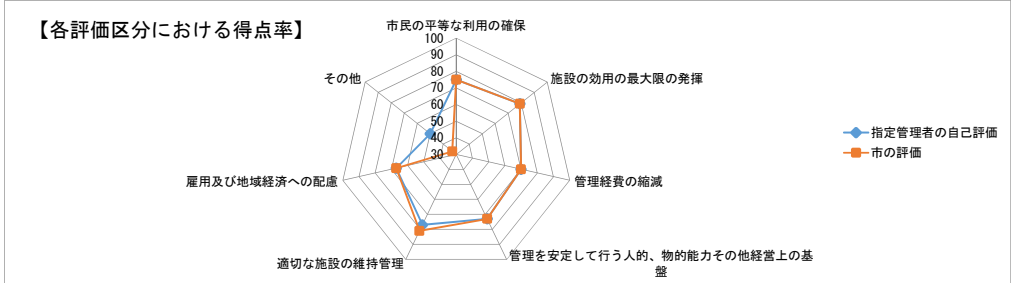 【各評価区分における得点率】
市民の平等な利用の確保
100
90
80
70
60
50
40
30
施設の効用の最大限の発揮
管理経費の縮減
管理を安定して行う人的、物的能力その他経営上の基
盤
適切な施設の維持管理
雇用及び地域経済への配慮
その他
指定管理者の自己評価
市の評価